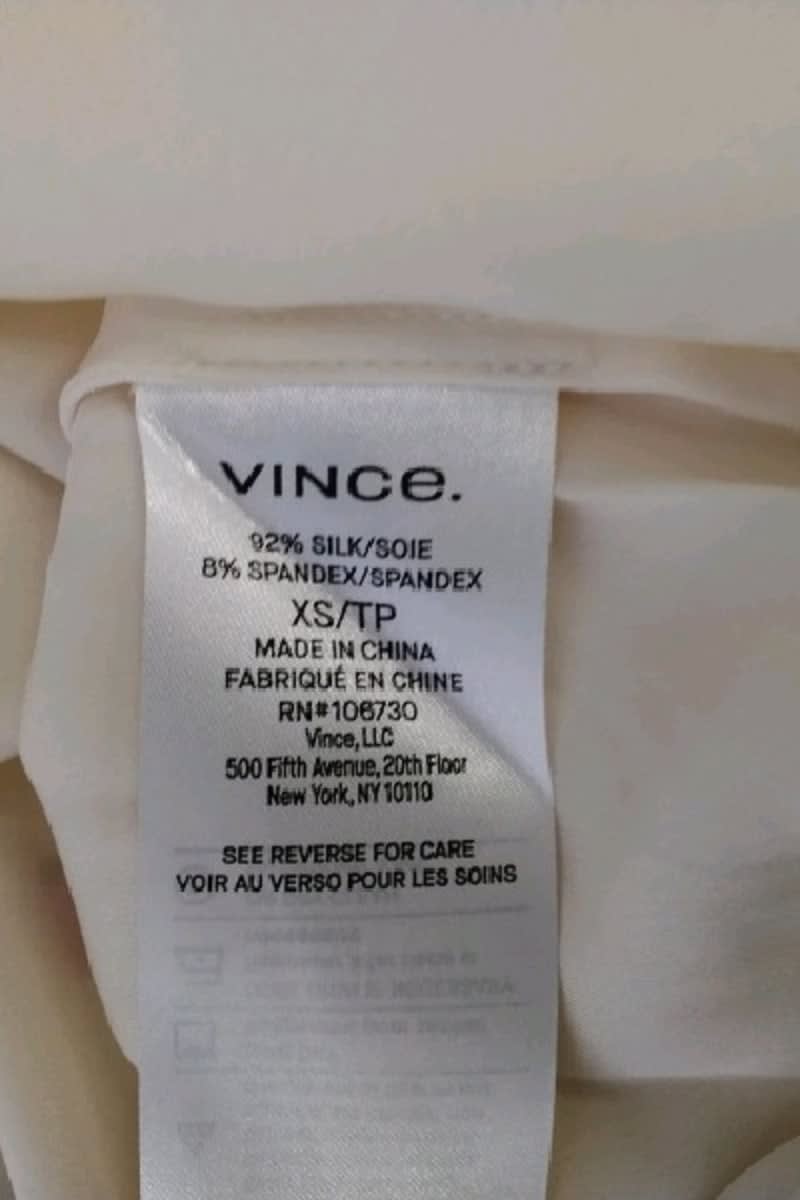 VINCe.
92% SILK/SOIE
8% SPANDEX/SPANDEX
XS/TP
MADE IN CHINA
FABRIQUÉ EN CHINE
RN#106730
Vince, LLC
500 Fifth Avenue, 20th Floor
New York, NY 10110
SEE REVERSE FOR CARE
VOIR AU VERSO POUR LES SOINS